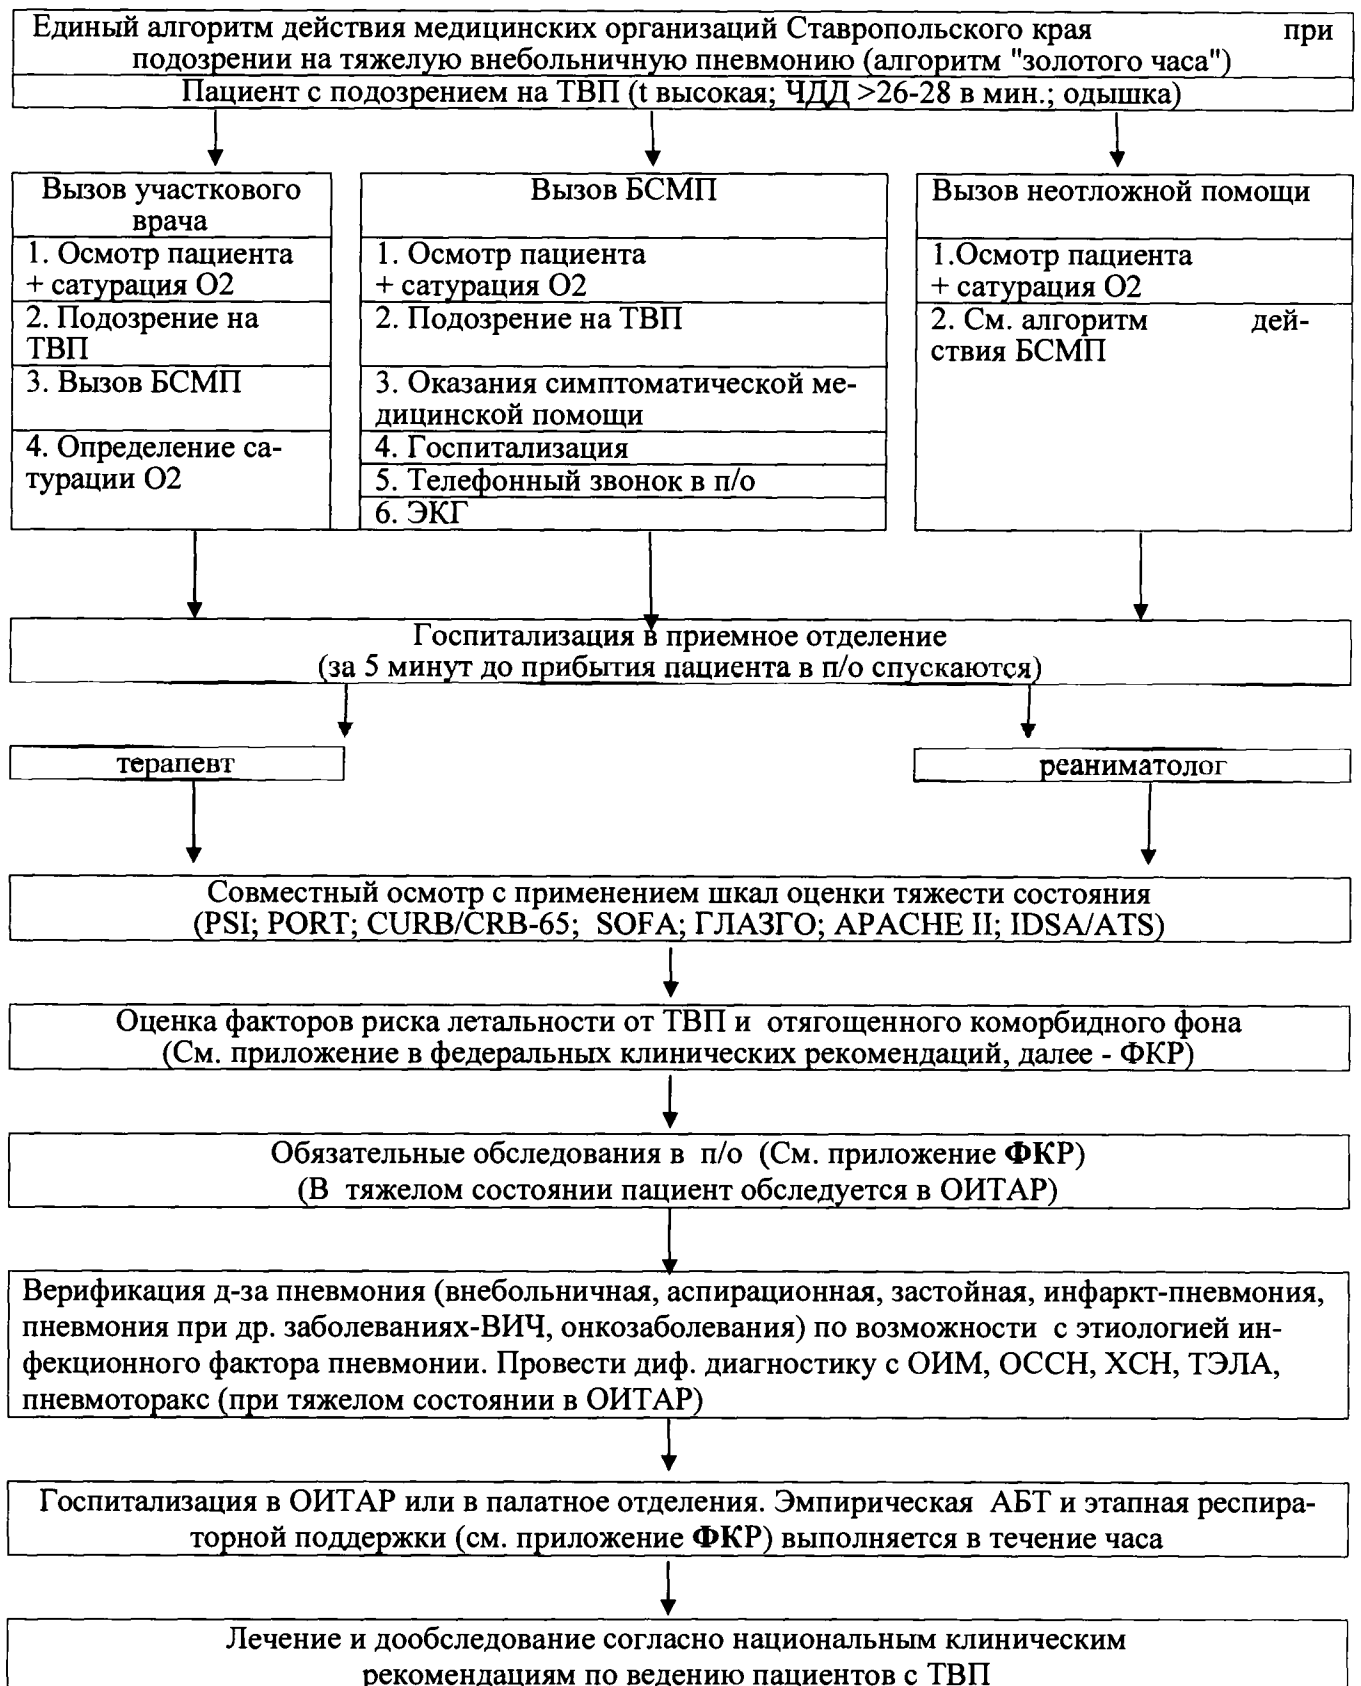 Единый алгоритм действия медицинских организаций Ставропольского края при
подозрении на тяжелую внебольничную пневмонию (алгоритм "золотого часа")
Пациент с подозрением на ТВП (t высокая; ЧДД >26-28 в мин.; одышка)
Вызов участкового
врача
1. Осмотр пациента
+ сатурация О2
2. Подозрение на
ТВП
3. Вызов БСМП
4. Определение са-
турации О2
Вызов БСМП
1. Осмотр пациента
+ сатурация О2
2. Подозрение на ТВП
3. Оказания симптоматической ме-
дицинской помощи
4. Госпитализация
5. Телефонный звонок в п/о
6. ЭКГ
Вызов неотложной помощи
1.Осмотр пациента
+ сатурация О2
2. См. алгоритм дей-
ствия БСМП
Госпитализация в приемное отделение
(за 5 минут до прибытия пациента в п/о спускаются)
терапевт
реаниматолог
Совместный осмотр с применением шкал оценки тяжести состояния
(PSI; PORT; CURB/CRB-65; SOFA; ГЛАЗГО; APACHE II; IDSA/ATS)
Оценка факторов риска летальности от ТВП и отягощенного коморбидного фона
(См. приложение в федеральных клинических рекомендаций, далее - ФКР)
Обязательные обследования в п/о (См. приложение ФКР)
(В тяжелом состоянии пациент обследуется в ОИТАР)
Верификация д-за пневмония (внебольничная, аспирационная, застойная, инфаркт-пневмония,
пневмония при др. заболеваниях-ВИЧ, онкозаболевания) по возможности с этиологией ин-
фекционного фактора пневмонии. Провести диф. диагностику с ОИМ, ОССН, ХСН, ТЭЛА,
пневмоторакс (при тяжелом состоянии в ОИТАР)
Госпитализация в ОИТАР или в палатное отделения. Эмпирическая АБТ и этапная респира-
торной поддержки (см. приложение ФКР) выполняется в течение часа
Лечение и дообследование согласно национальным клиническим
рекомендациям по ведению пациентов с ТВП